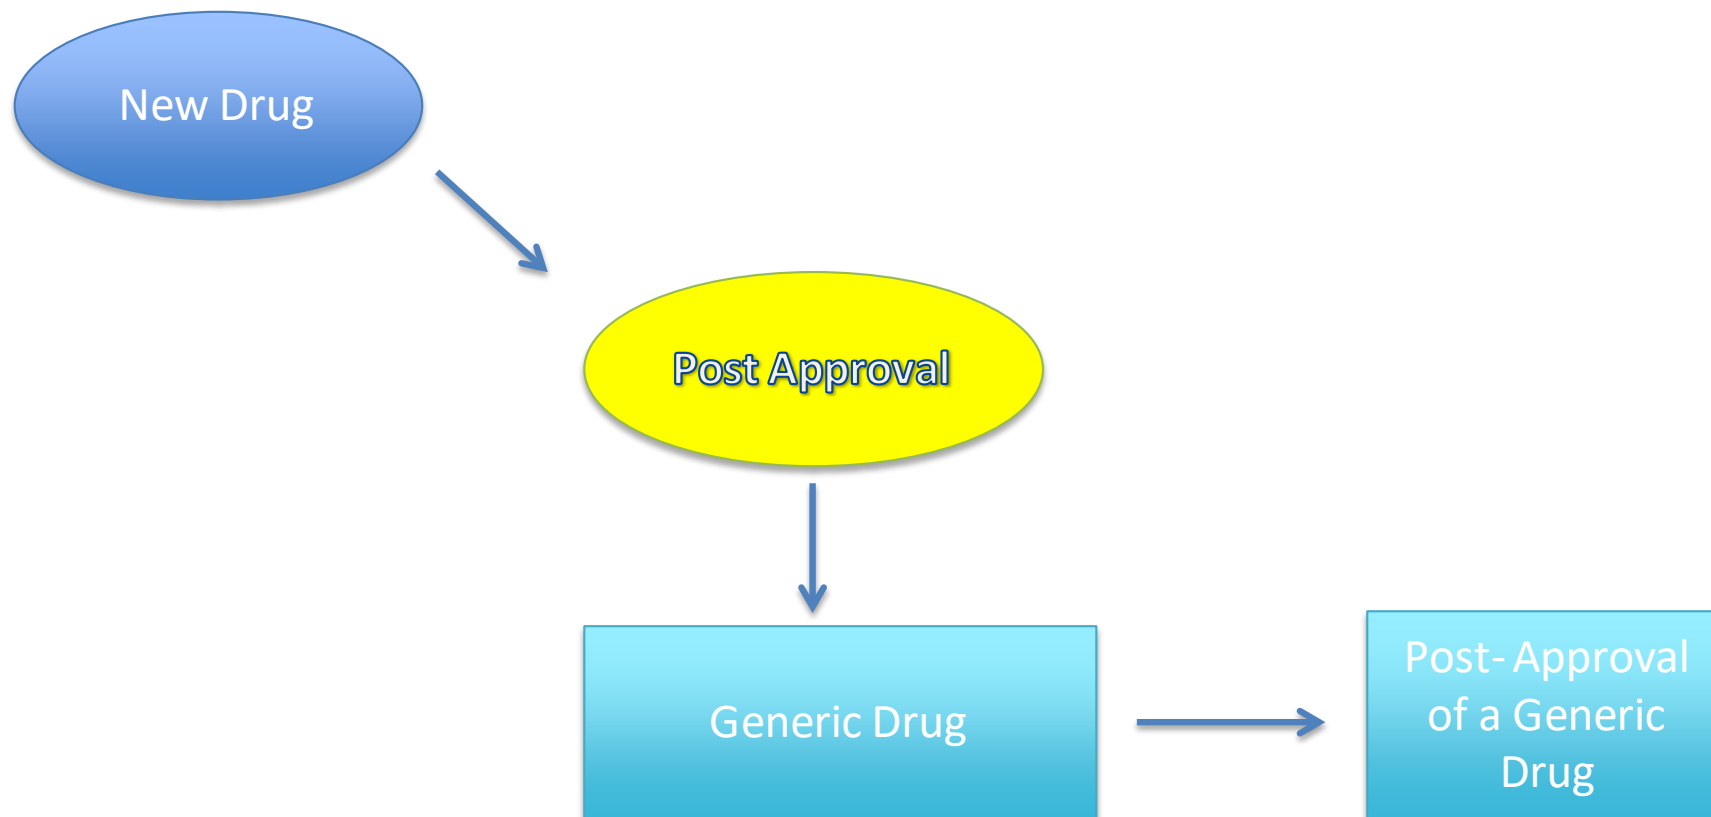 New Drug
Post Approval
Generic Drug
Post- Approval
of a Generic
Drug